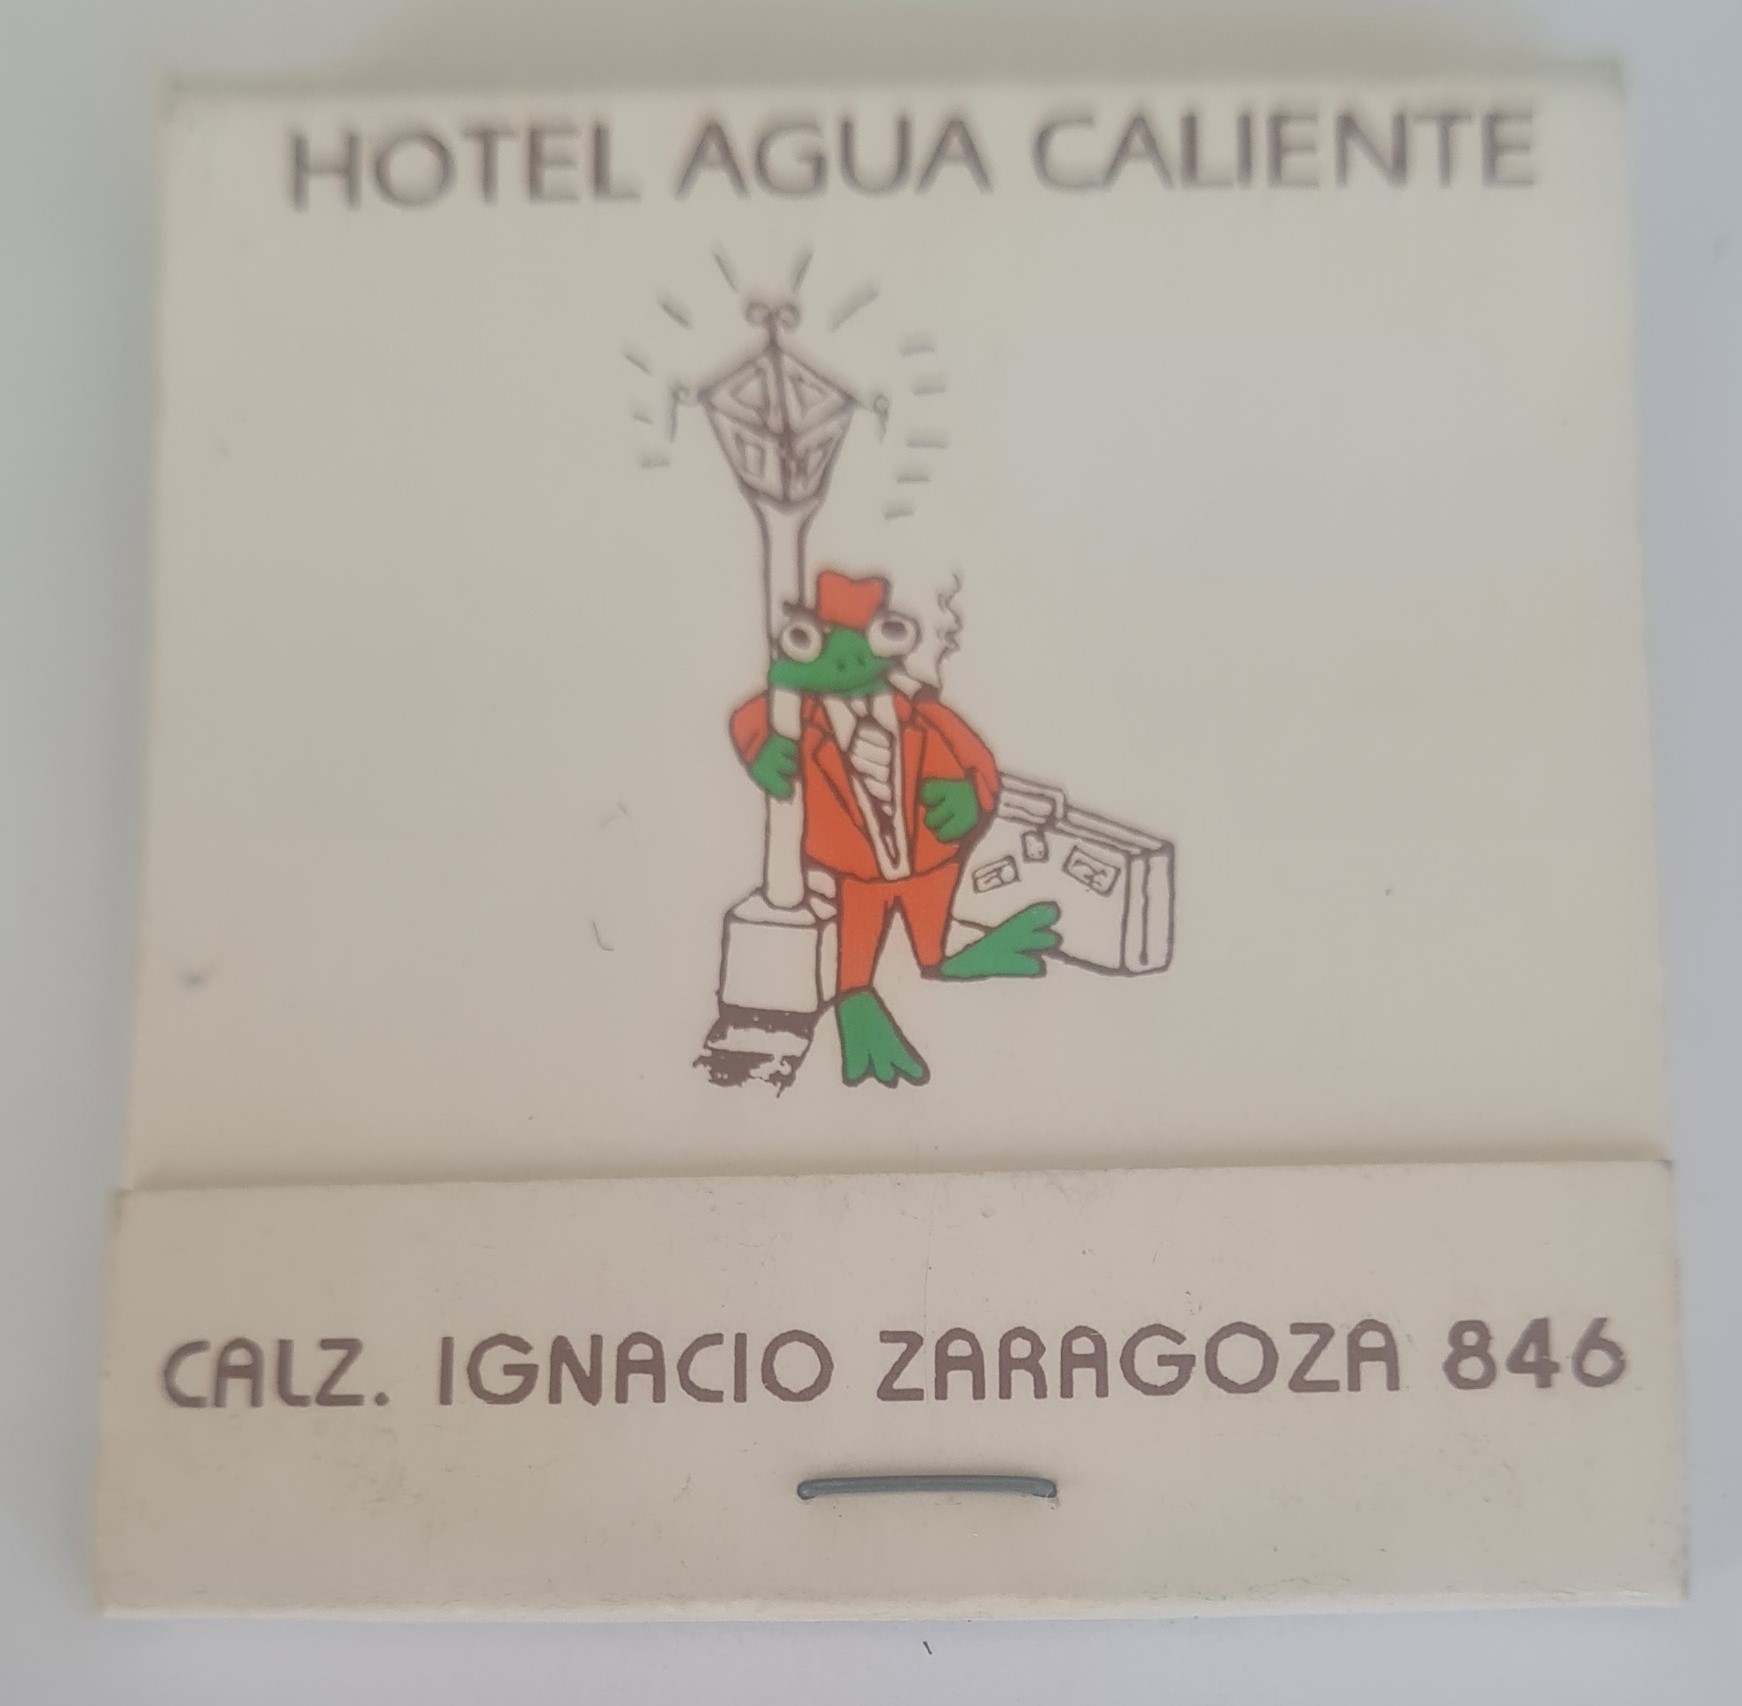 HOTEL AGUA CALIENTE
CALZ. IGNACIO ZARAGOZA 846